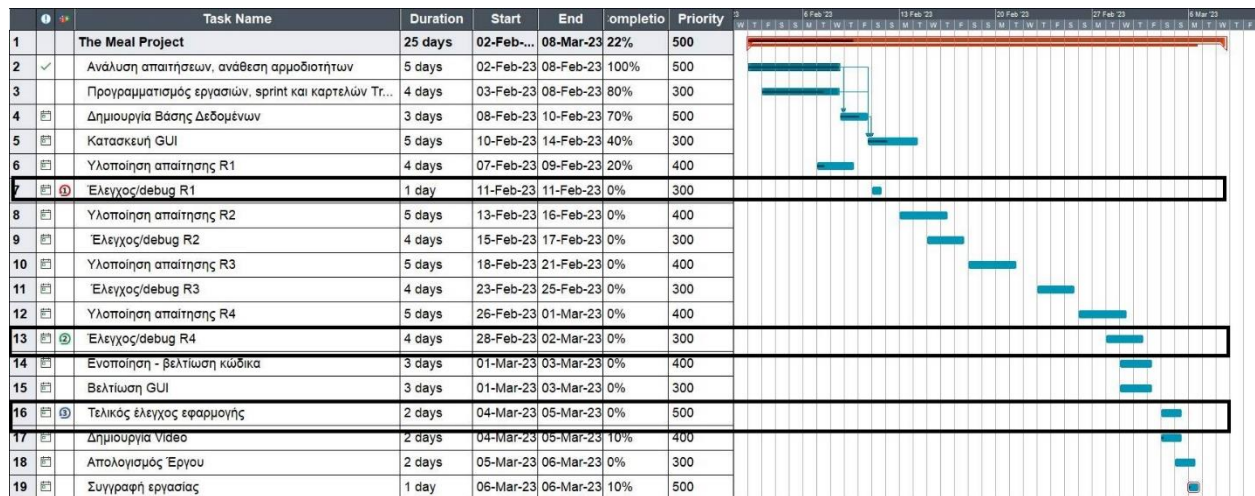 Task Name Duration Start End ompletio Priority 6 Feb '23 13 Feb '23 20 Feb '23 27 Feb '23 6 Mar '23
1 The Meal Project 25 days 02-Feb-... 08-Mar-23 22% 500
2 Ανάλυση απαιτήσεων, ανάθεση αρμοδιοτήτων 5 days 02-Feb-23 08-Feb-23 100% 500
3 Προγραμματισμός εργασιών, sprint και καρτελών Tr... 4 days 03-Feb-23 08-Feb-23 80% 300
4 Δημιουργία Βάσης Δεδομένων 3 days 08-Feb-23 10-Feb-23 70% 500
5 Κατασκευή GUI 5 days 10-Feb-23 14-Feb-23 40% 300
6 Υλοποίηση απαίτησης R1 4 days 07-Feb-23 09-Feb-23 20% 400
7 1 Έλεγχος/debug R1 1 day 11-Feb-23 11-Feb-23 0% 300
8 Υλοποίηση απαίτησης R2 5 days 13-Feb-23 16-Feb-23 0% 400
9 Έλεγχος/debug R2 4 days 15-Feb-23 17-Feb-23 0% 300
10 Υλοποίηση απαίτησης R3 5 days 18-Feb-23 21-Feb-23 0% 400
11 Έλεγχος/debug R3 4 days 23-Feb-23 25-Feb-23 0% 300
12 Υλοποίηση απαίτησης R4 5 days 26-Feb-23 01-Mar-23 0% 400
13 2 Έλεγχος/debug R4 4 days 28-Feb-23 02-Mar-23 0% 300
14 Ενοποίηση - βελτίωση κώδικα 3 days 01-Mar-23 03-Mar-23 0% 400
15 Βελτίωση GUI 3 days 01-Mar-23 03-Mar-23 0% 300
16 3 Τελικός έλεγχος εφαρμογής 2 days 04-Mar-23 05-Mar-23 0% 500
17 Δημιουργία Video 2 days 04-Mar-23 05-Mar-23 10% 400
18 Απολογισμός Έργου 2 days 05-Mar-23 06-Mar-23 0% 300
19 Συγγραφή εργασίας 1 day 06-Mar-23 06-Mar-23 10% 500